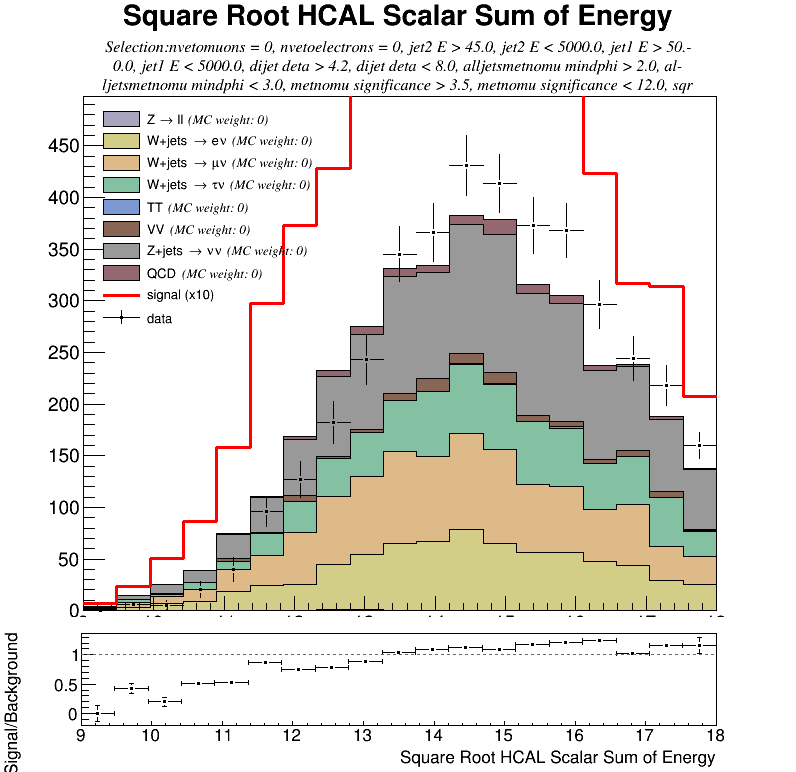 Square Root HCAL Scalar Sum of Energy
Selection:nvetomuons = 0, nvetoelectrons = 0, jet2 E > 45.0, jet2 E < 5000.0, jet1 E > 50.-
0.0, jet1 E < 5000.0, dijet deta > 4.2, dijet deta < 8.0, alljetsmetnomu mindphi > 2.0, al-
ljetsmetnomu mindphi < 3.0, metnomu significance > 3.5, metnomu significance < 12.0, sqr
Z → ll (MC weight: 0)
W+jets → eν (MC weight: 0)
W+jets → μν (MC weight: 0)
W+jets → τν (MC weight: 0)
TT (MC weight: 0)
VV (MC weight: 0)
Z+jets → νν (MC weight: 0)
QCD (MC weight: 0)
signal (x10)
data
450
400
350
300
250
200
150
100
50
0
Signal/Background
1
0.5
0
9 10 11 12 13 14 15 16 17 18
Square Root HCAL Scalar Sum of Energy